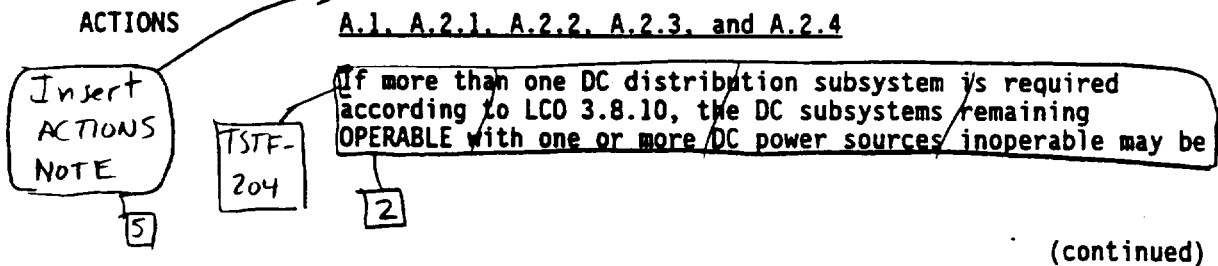 ACTIONS A.1, A.2.1, A.2.2, A.2.3, and A.2.4
Insert
ACTIONS
NOTE
5
TSTF-
204
If more than one DC distribution subsystem is required
according to LCO 3.8.10, the DC subsystems remaining
OPERABLE with one or more DC power sources inoperable may be
2
(continued)